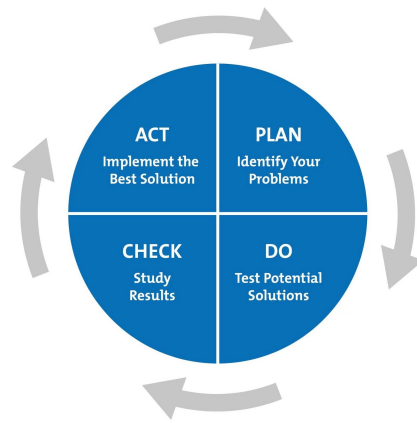 ACT
Implement the
Best Solution
PLAN
Identify Your
Problems
CHECK
Study
Results
DO
Test Potential
Solutions